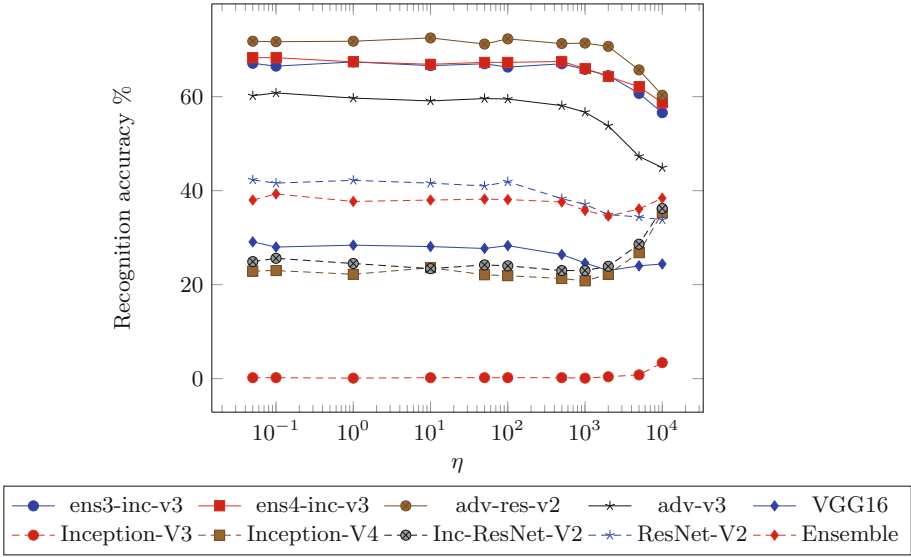 60
40
20
0
Recognition accuracy %
10^{-1} 10^0 10^1 10^2 10^3 10^4
η
ens3-inc-v3 ens4-inc-v3 adv-res-v2 adv-v3 VGG16
Inception-V3 Inception-V4 Inc-ResNet-V2 ResNet-V2 Ensemble